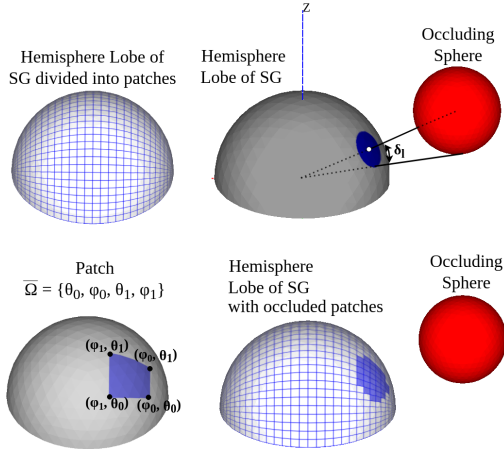 Z
Hemisphere Lobe of
SG divided into patches
Hemisphere
Lobe of SG
Occluding
Sphere
δl
Patch
Ω = {θ0, φ0, θ1, φ1}
(φ1, θ1)
(φ0, θ1)
(φ1, θ0)
(φ0, θ0)
Hemisphere
Lobe of SG
with occluded patches
Occluding
Sphere